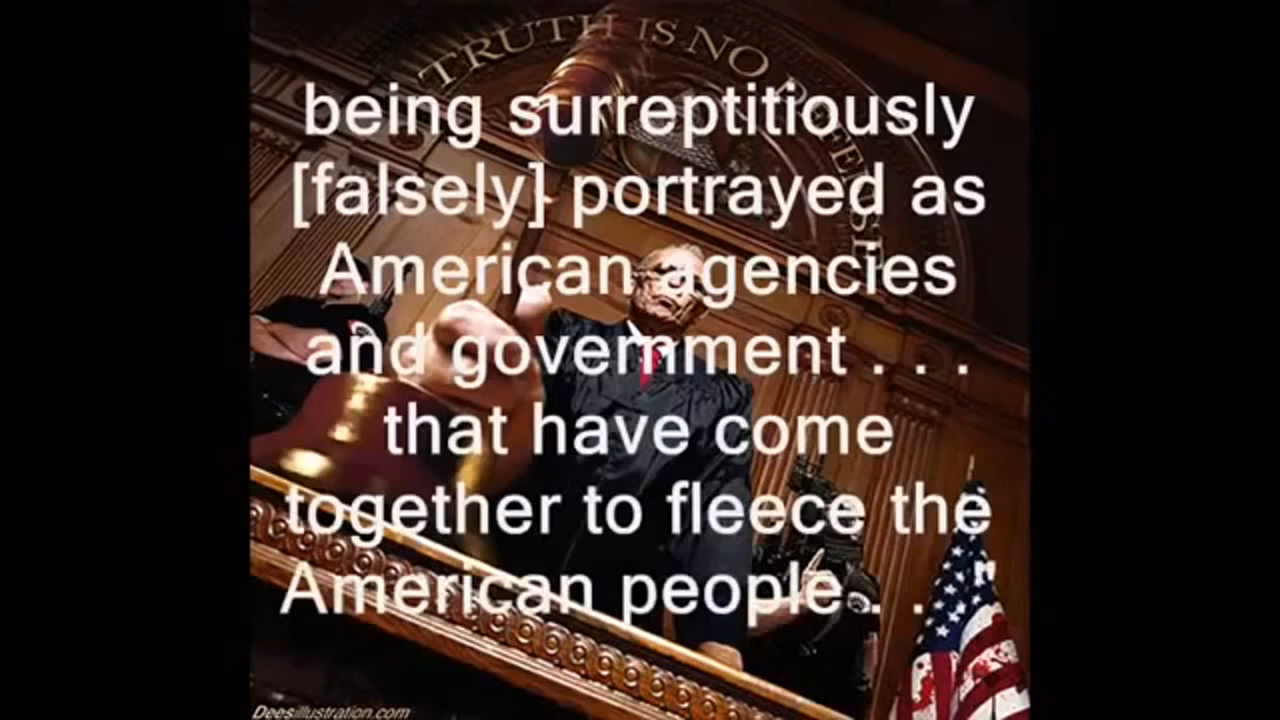 TRUTH IS NO DEFENSE
being surreptitiously
[falsely] portrayed as
American agencies
and government . . .
that have come
together to fleece the
American people . . ."
Deesillustration.com